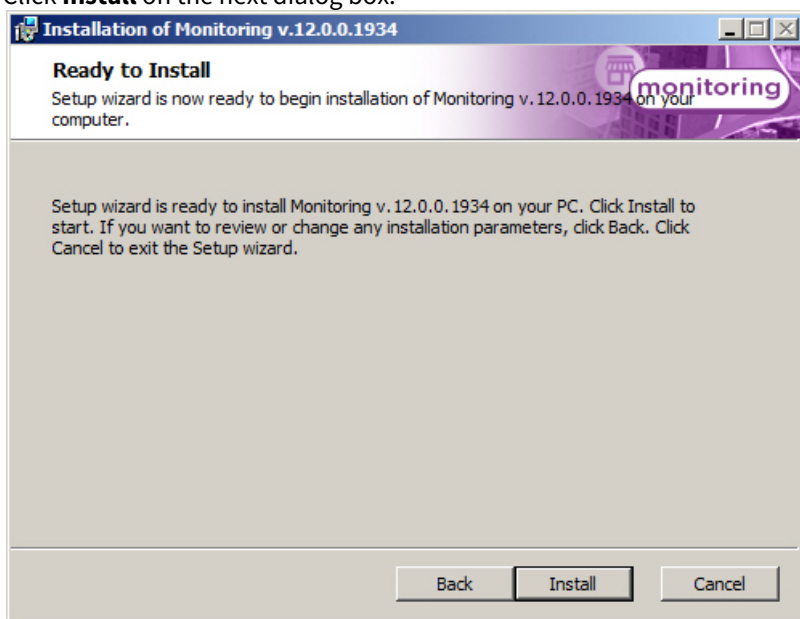 Click Install on the next dialog box.
Installation of Monitoring v.12.0.0.1934
Ready to Install
Setup wizard is now ready to begin installation of Monitoring v.12.0.0.1934 on your
computer.
monitoring
Setup wizard is ready to install Monitoring v.12.0.0.1934 on your PC. Click Install to
start. If you want to review or change any installation parameters, click Back. Click
Cancel to exit the Setup wizard.
Back Install Cancel